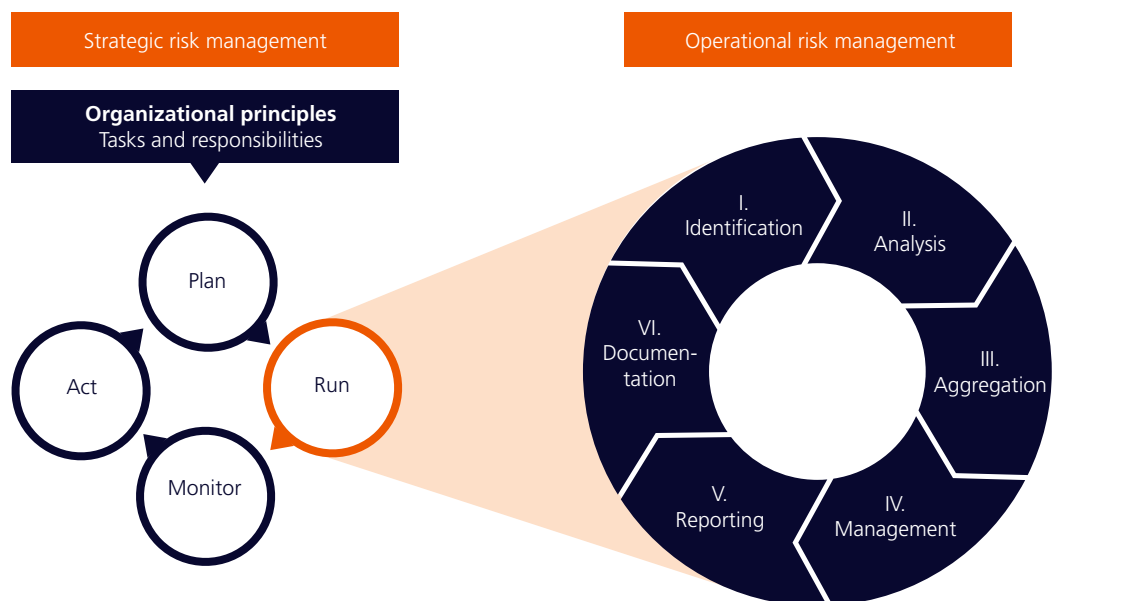 Strategic risk management
Operational risk management
Organizational principles
Tasks and responsibilities
Plan
Run
Monitor
Act
I.
Identification
II.
Analysis
III.
Aggregation
IV.
Management
V.
Reporting
VI.
Documen-
tation